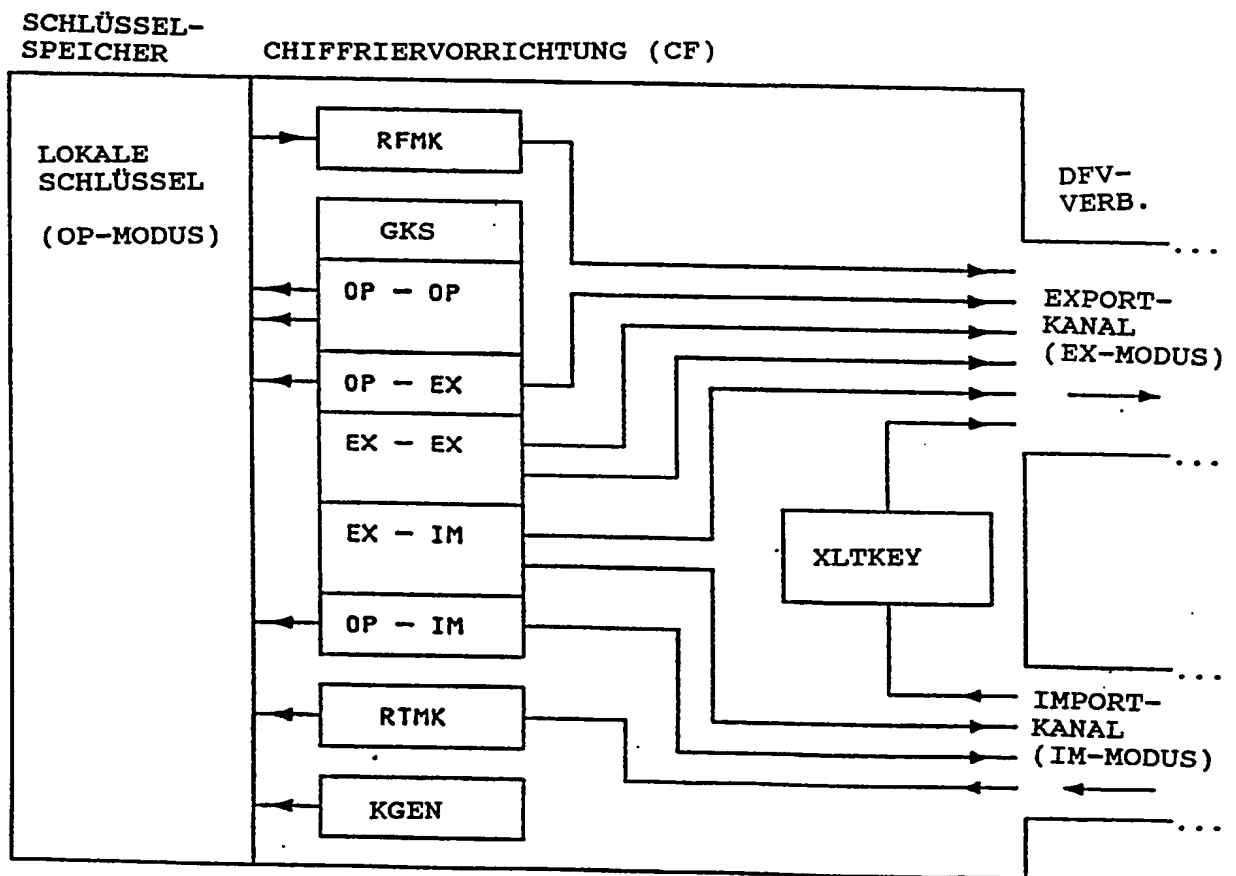 SCHLÜSSEL-
SPEICHER
CHIFFRIERVORRICHTUNG (CF)
LOKALE
SCHLÜSSEL
(OP-MODUS)
RFMK
GKS
OP - OP
OP - EX
EX - EX
EX - IM
OP - IM
RTMK
KGEN
XLTKEY
DFV-
VERB.
...
EXPORT-
KANAL
(EX-MODUS)
...
...
IMPORT-
KANAL
(IM-MODUS)
...